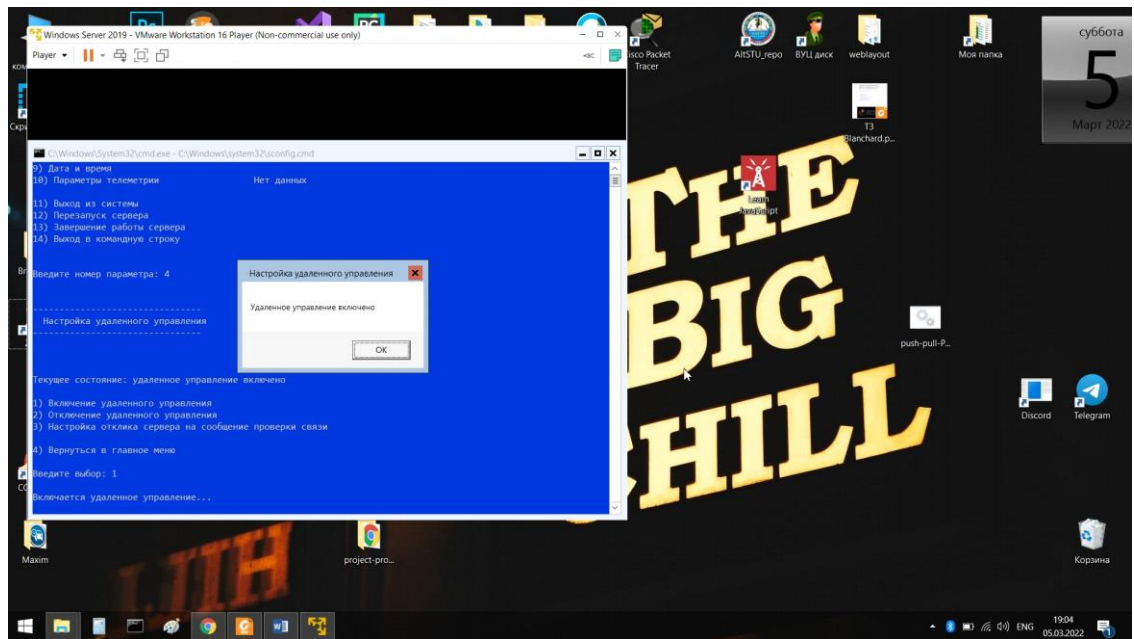 Windows Server 2019 - VMware Workstation 16 Player (Non-commercial use only)
Player
C:\Windows\System32\cmd.exe - C:\Windows\system32\sconfig.cmd
9) Дата и время
10) Параметры телеметрии Нет данных
11) Выход из системы
12) Перезапуск сервера
13) Завершение работы сервера
14) Выход в командную строку
Введите номер параметра: 4
Настройка удаленного управления
Текущее состояние: удаленное управление включено
1) Включение удаленного управления
2) Отключение удаленного управления
3) Настройка отклика сервера на сообщение проверки связи
4) Вернуться в главное меню
Введите выбор: 1
Включается удаленное управление...
Настройка удаленного управления
Удаленное управление включено
OK
Packet
Tracer
AltSTU_repo
ВУЦ диск
weblayout
Моя папка
суббота
5
Март 2022
ТЗ
Blanchard.p...
Learn
JavaScript
THE
BIG
CHILL
push-pull-P...
Discord
Telegram
Maxim
project-pro...
Корзина
ENG
19:04
05.03.2022